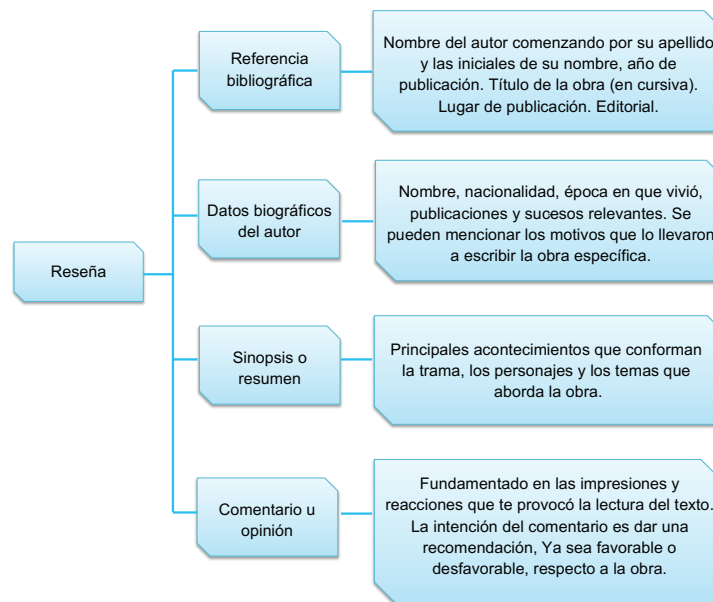 Reseña
Referencia
bibliográfica
Nombre del autor comenzando por su apellido
y las iniciales de su nombre, año de
publicación. Título de la obra (en cursiva).
Lugar de publicación. Editorial.
Datos biográficos
del autor
Nombre, nacionalidad, época en que vivió,
publicaciones y sucesos relevantes. Se
pueden mencionar los motivos que lo llevaron
a escribir la obra específica.
Sinopsis o
resumen
Principales acontecimientos que conforman
la trama, los personajes y los temas que
aborda la obra.
Comentario u
opinión
Fundamentado en las impresiones y
reacciones que te provocó la lectura del texto.
La intención del comentario es dar una
recomendación, Ya sea favorable o
desfavorable, respecto a la obra.